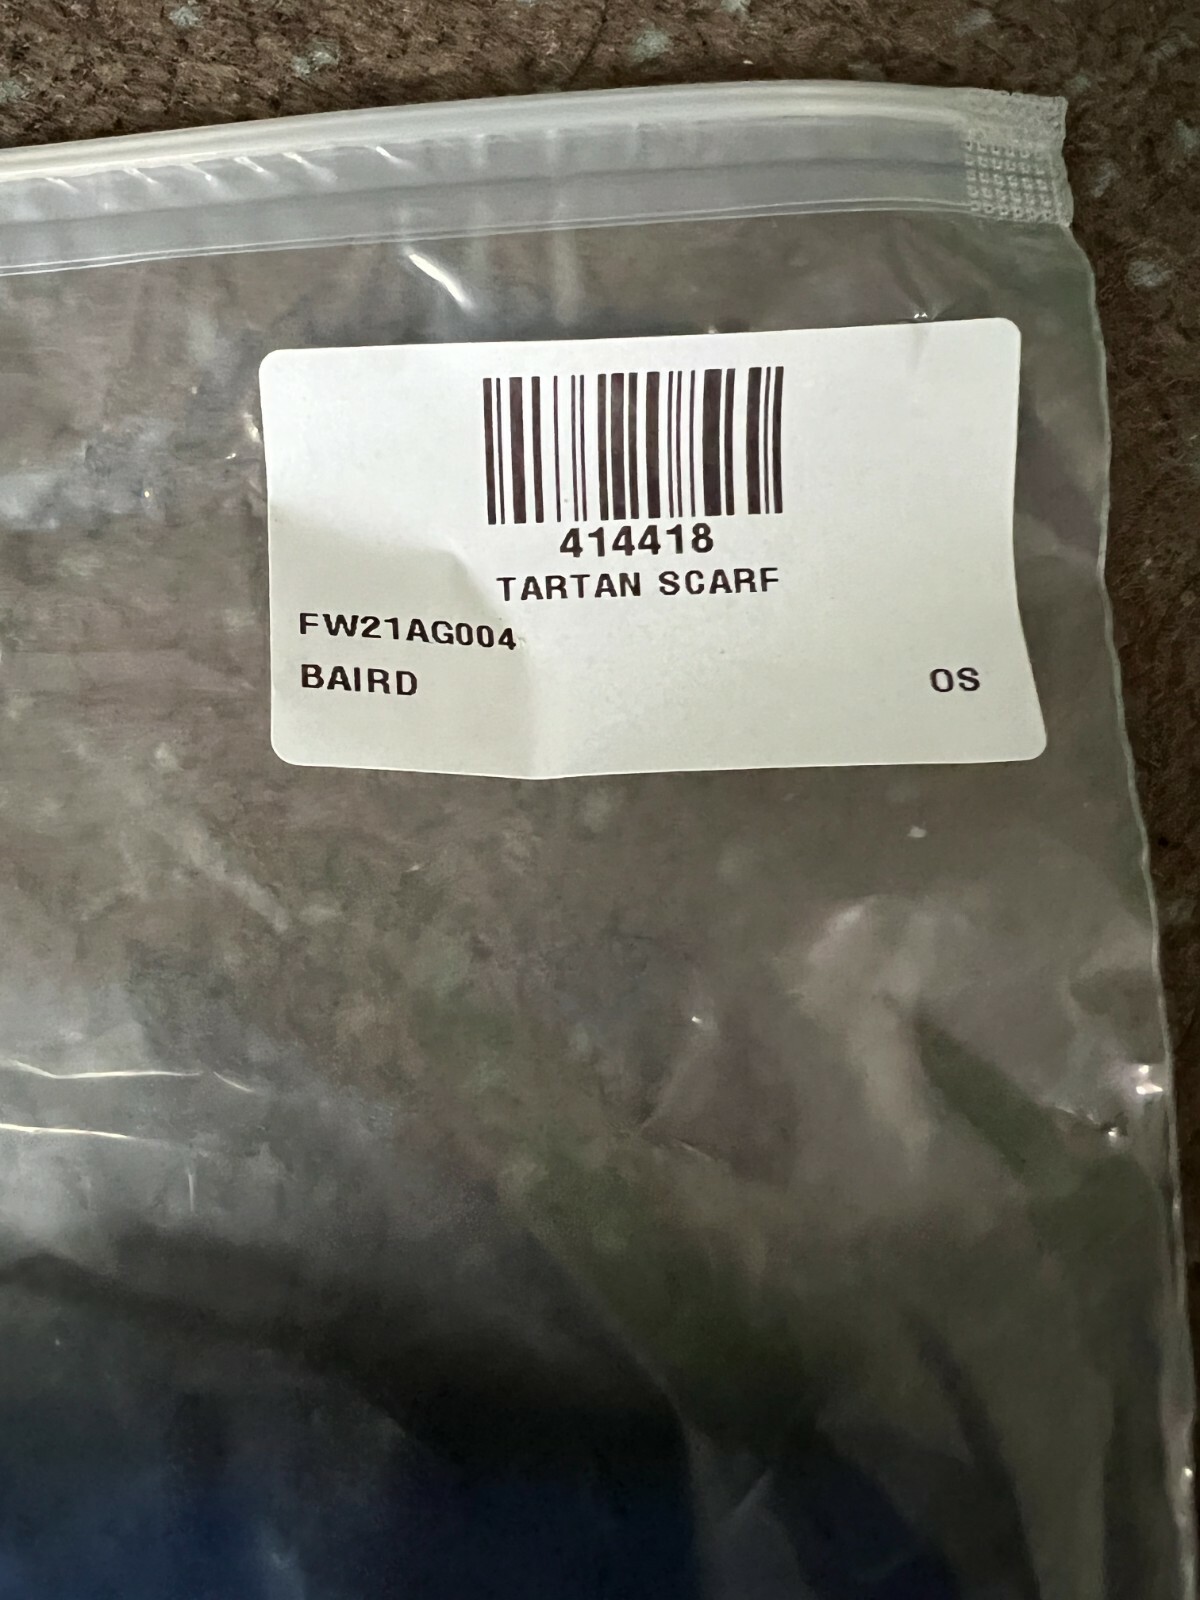 414418
TARTAN SCARF
FW21AG004
BAIRD OS